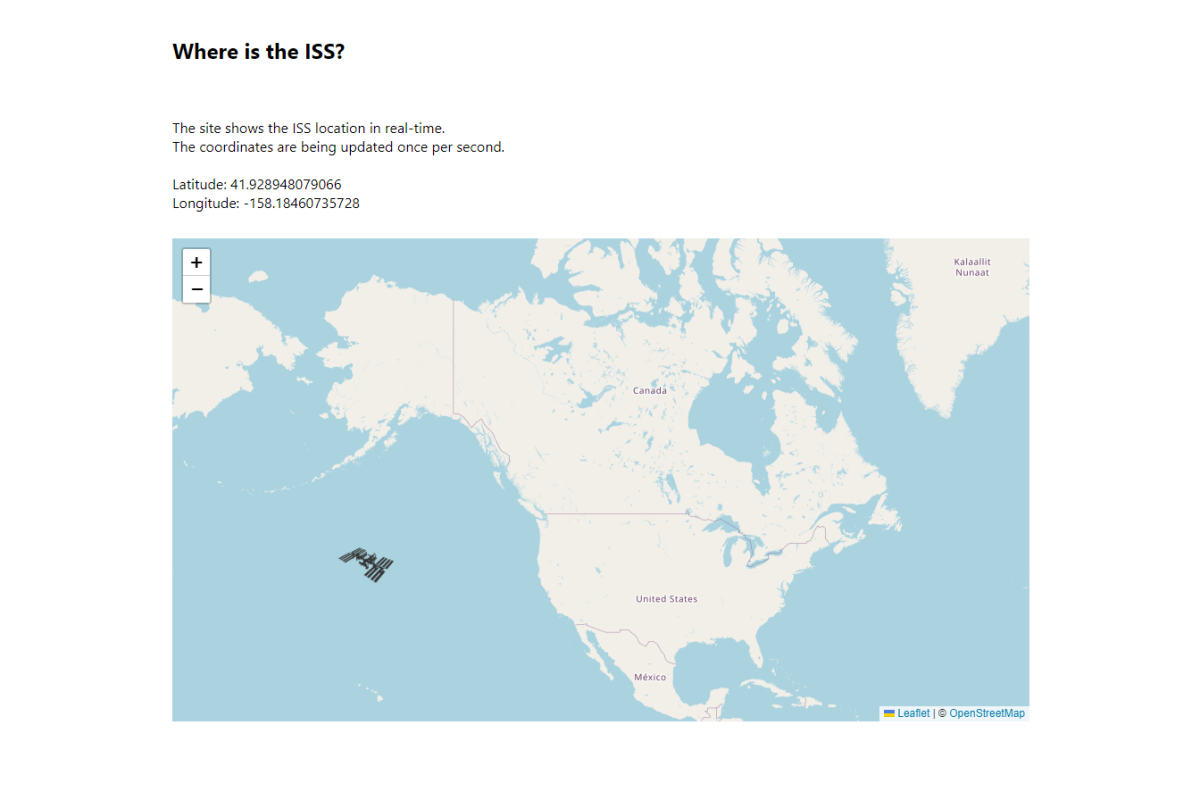 Where is the ISS?
The site shows the ISS location in real-time.
The coordinates are being updated once per second.
Latitude: 41.928948079066
Longitude: -158.18460735728
+
−
Kalaallit
Nunaat
Canada
United States
México
Leaflet | © OpenStreetMap